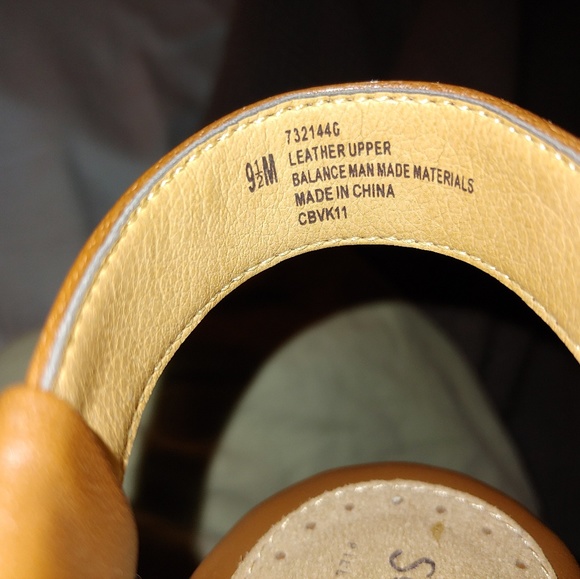 732144G
9½M
LEATHER UPPER
BALANCE MAN MADE MATERIALS
MADE IN CHINA
CBVK11